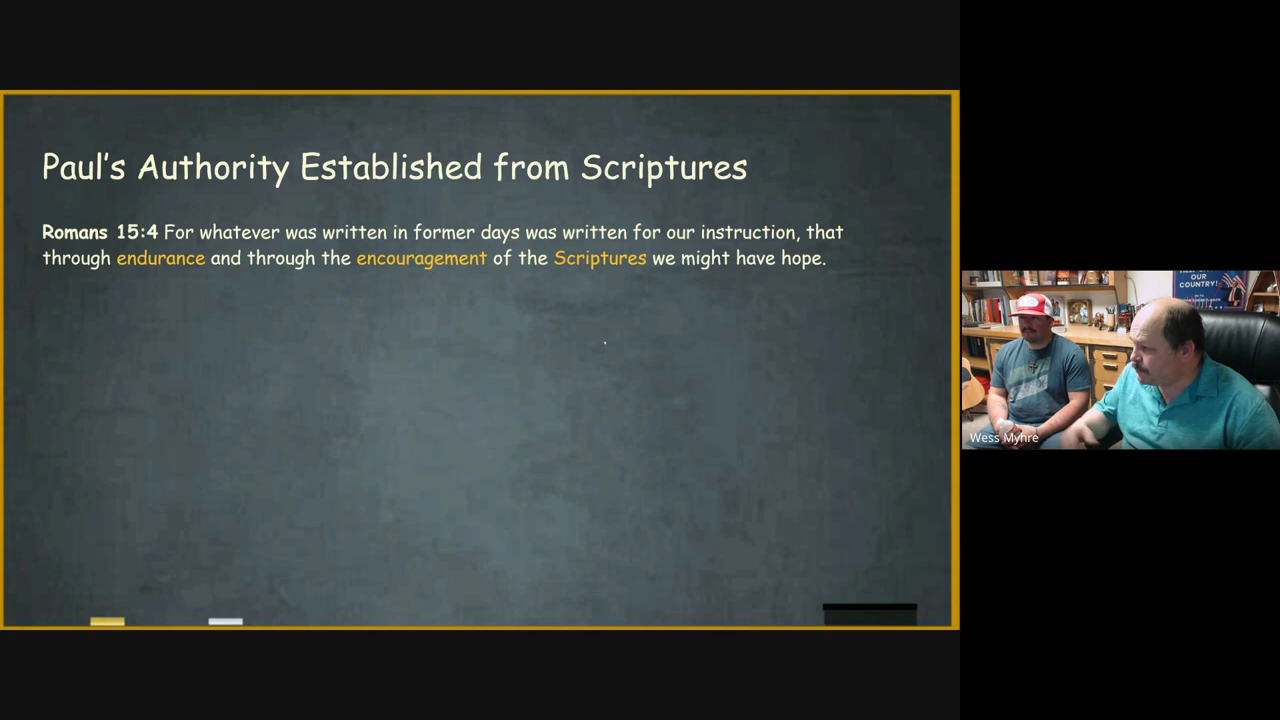 Paul's Authority Established from Scriptures
Romans 15:4 For whatever was written in former days was written for our instruction, that
through endurance and through the encouragement of the Scriptures we might have hope.
OUR
COUNTRY!
Wess Myhre